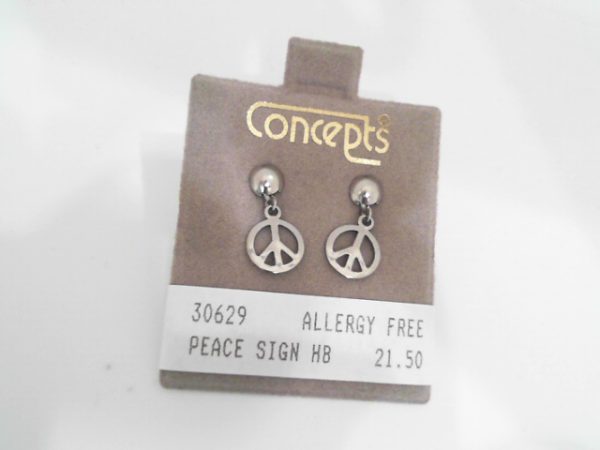 Concepts
30629 ALLERGY FREE
PEACE SIGN HB 21.50